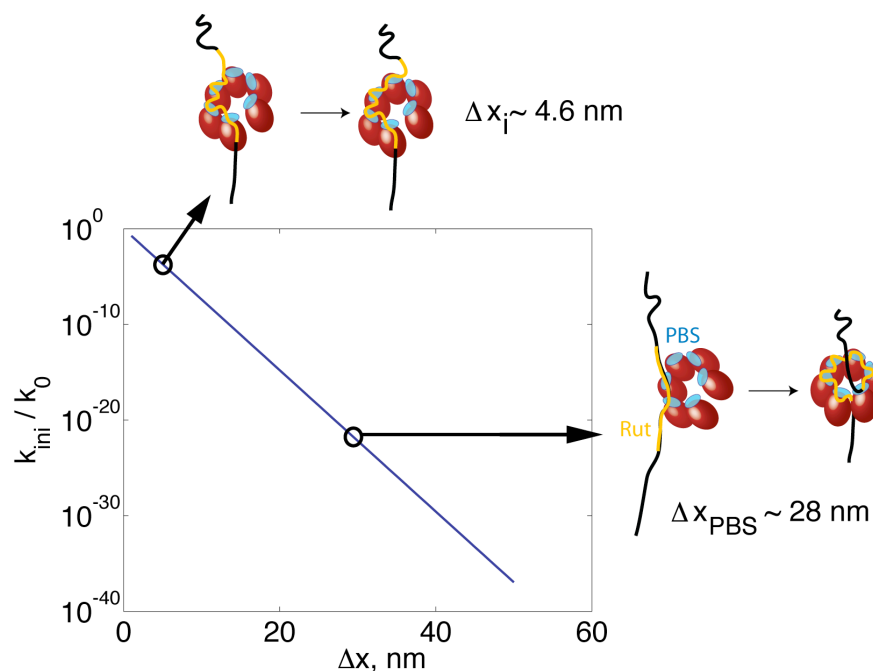 Δx_i ~ 4.6 nm
10^0
10^-10
10^-20
10^-30
10^-40
k_ini / k_0
0
20
40
60
Δx, nm
PBS
Rut
Δx_PBS ~ 28 nm